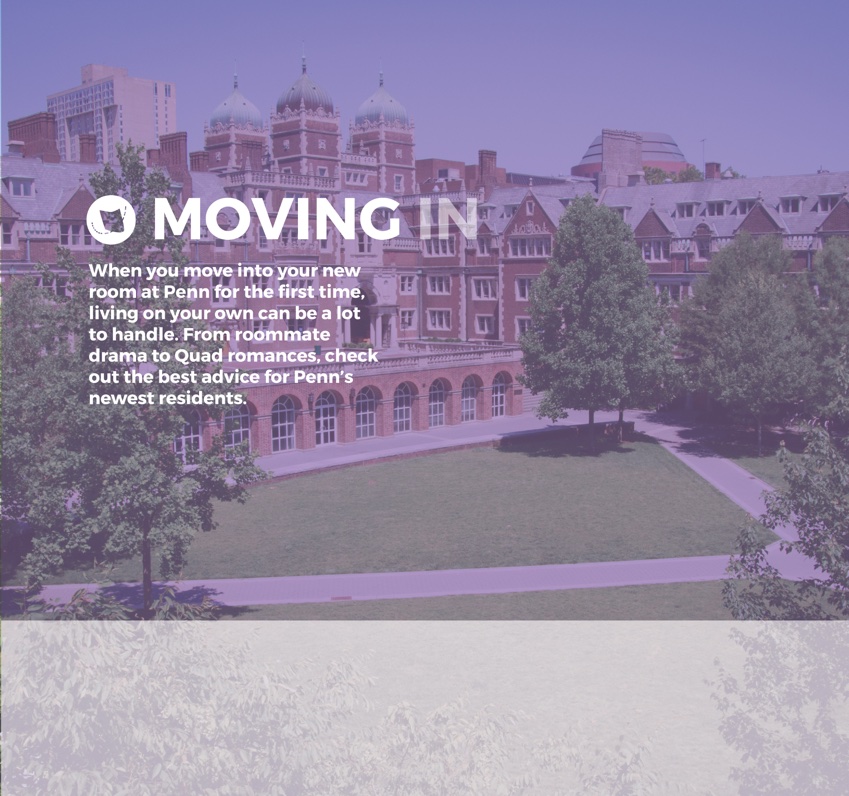 MOVING IN
When you move into your new
room at Penn for the first time,
living on your own can be a lot
to handle. From roommate
drama to Quad romances, check
out the best advice for Penn’s
newest residents.